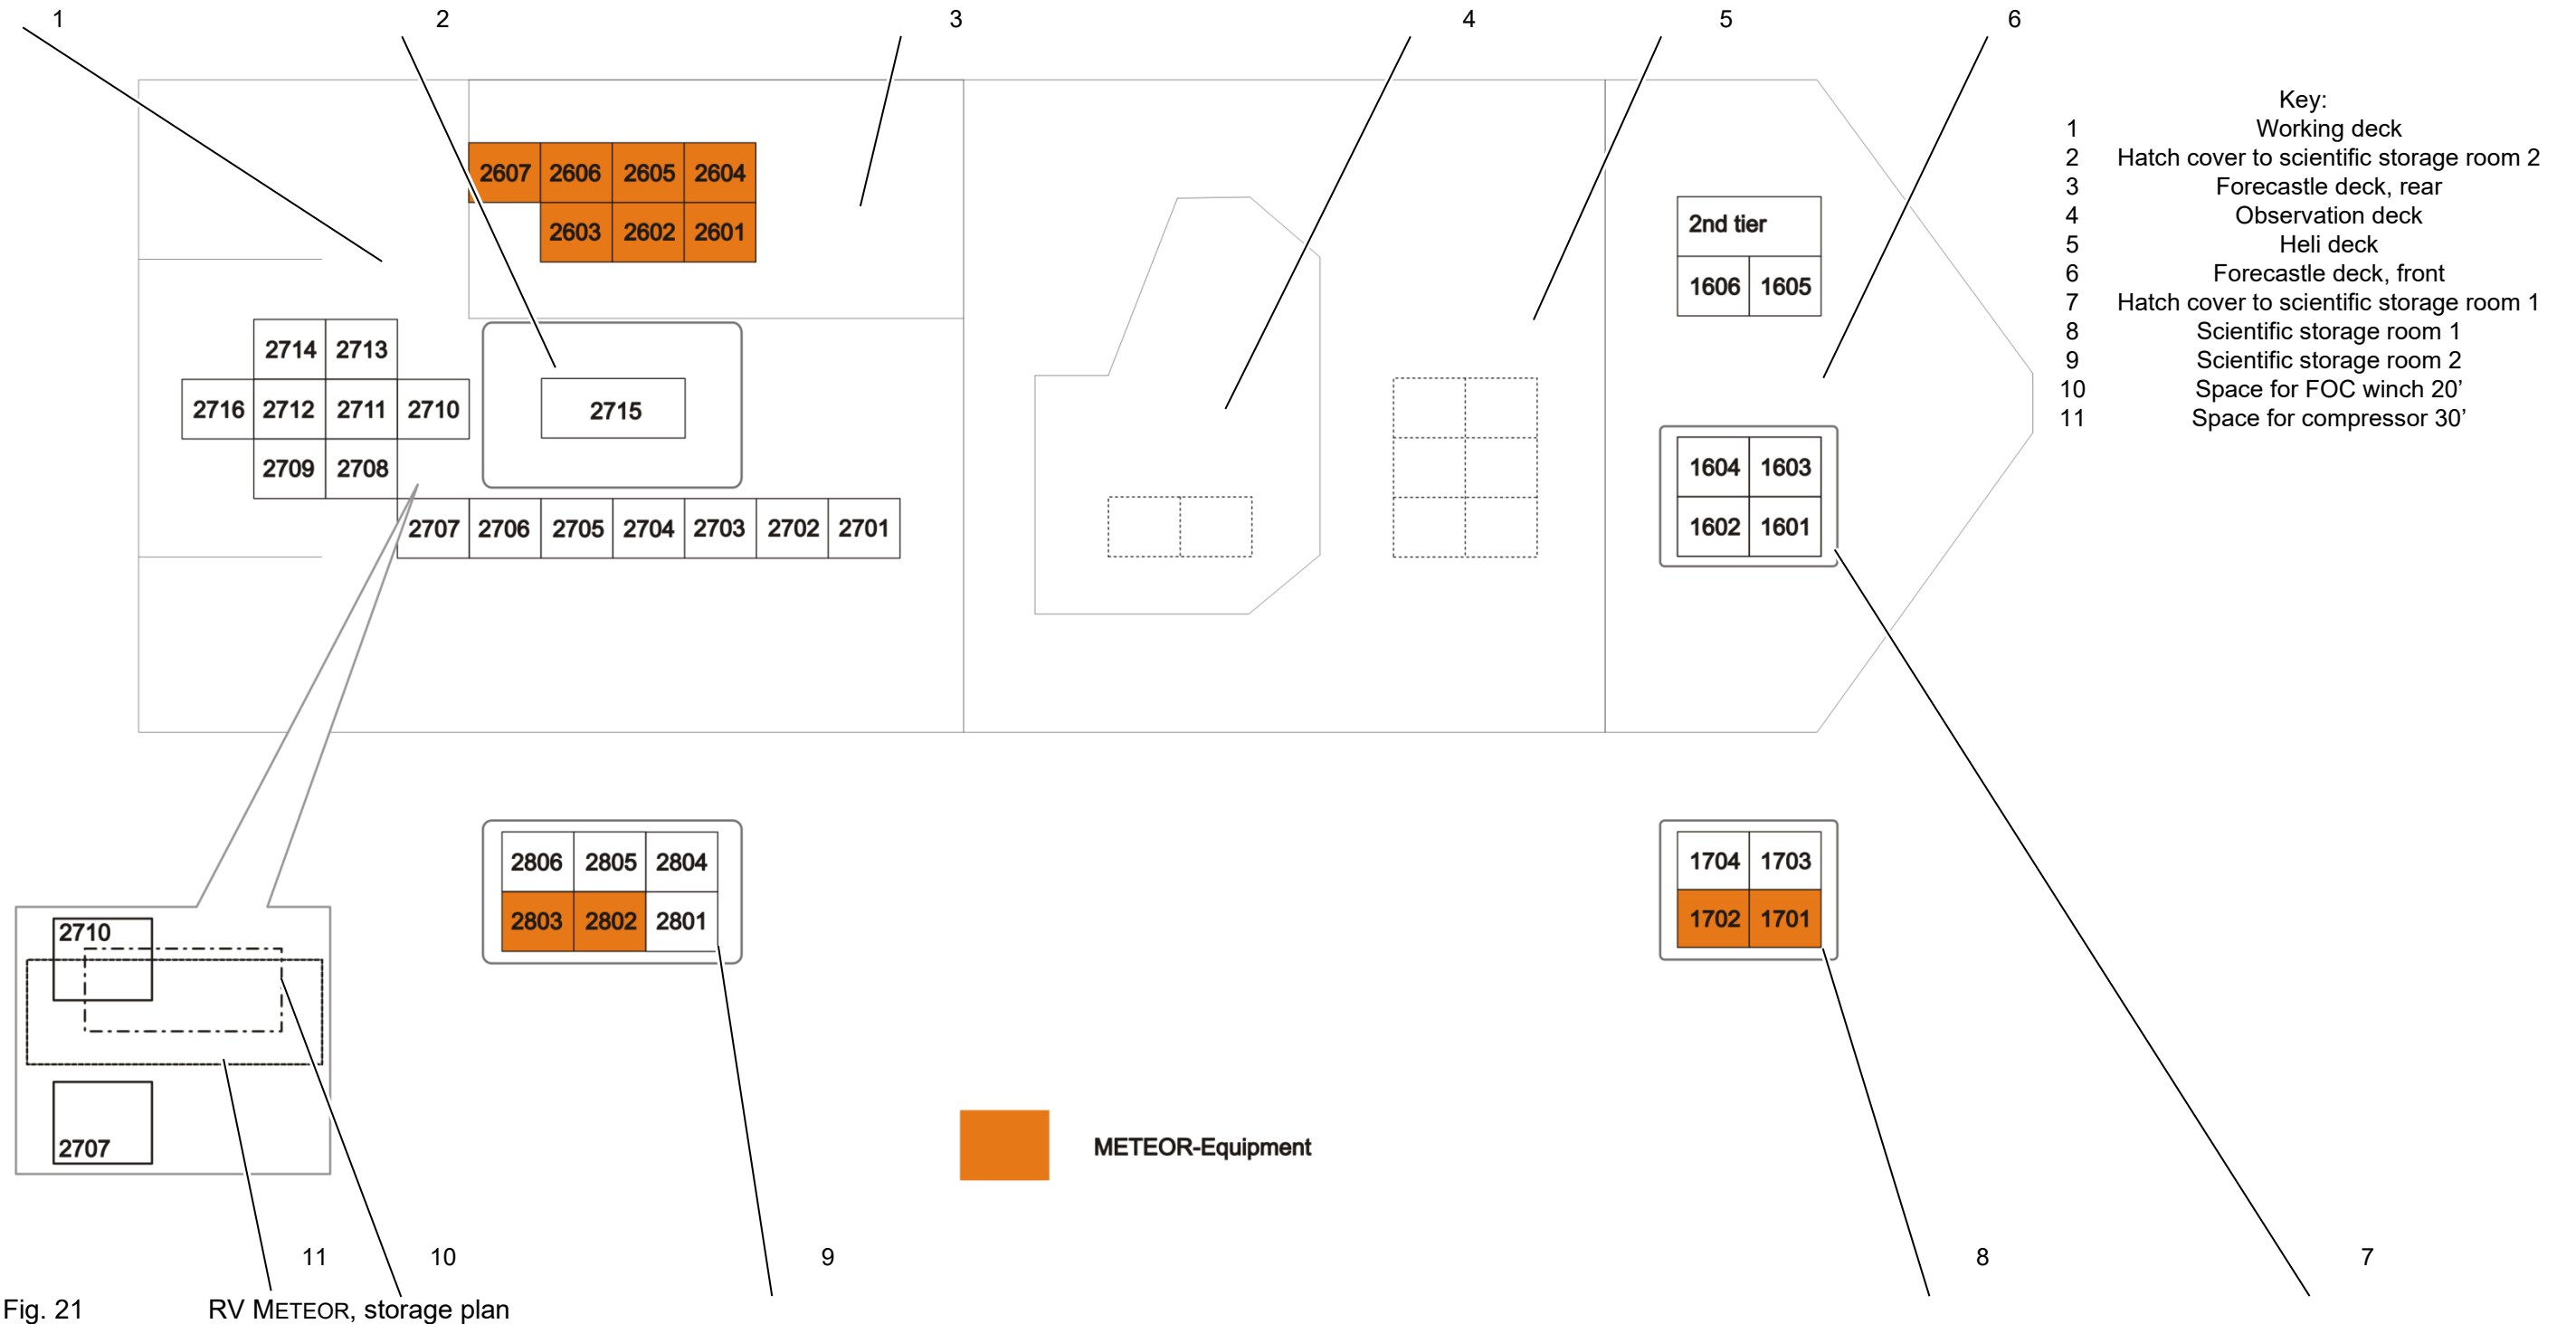 1 2 3 4 5 6
Key:
1 Working deck
2 Hatch cover to scientific storage room 2
3 Forecastle deck, rear
4 Observation deck
5 Heli deck
6 Forecastle deck, front
7 Hatch cover to scientific storage room 1
8 Scientific storage room 1
9 Scientific storage room 2
10 Space for FOC winch 20’
11 Space for compressor 30’
2607 2606 2605 2604
2603 2602 2601
2nd tier
1606 1605
2714 2713
2716 2712 2711 2710
2715
2709 2708
1604 1603
1602 1601
2707 2706 2705 2704 2703 2702 2701
2806 2805 2804
2803 2802 2801
1704 1703
1702 1701
2710
2707
METEOR-Equipment
11 10 9 8 7
Fig. 21 RV METEOR, storage plan